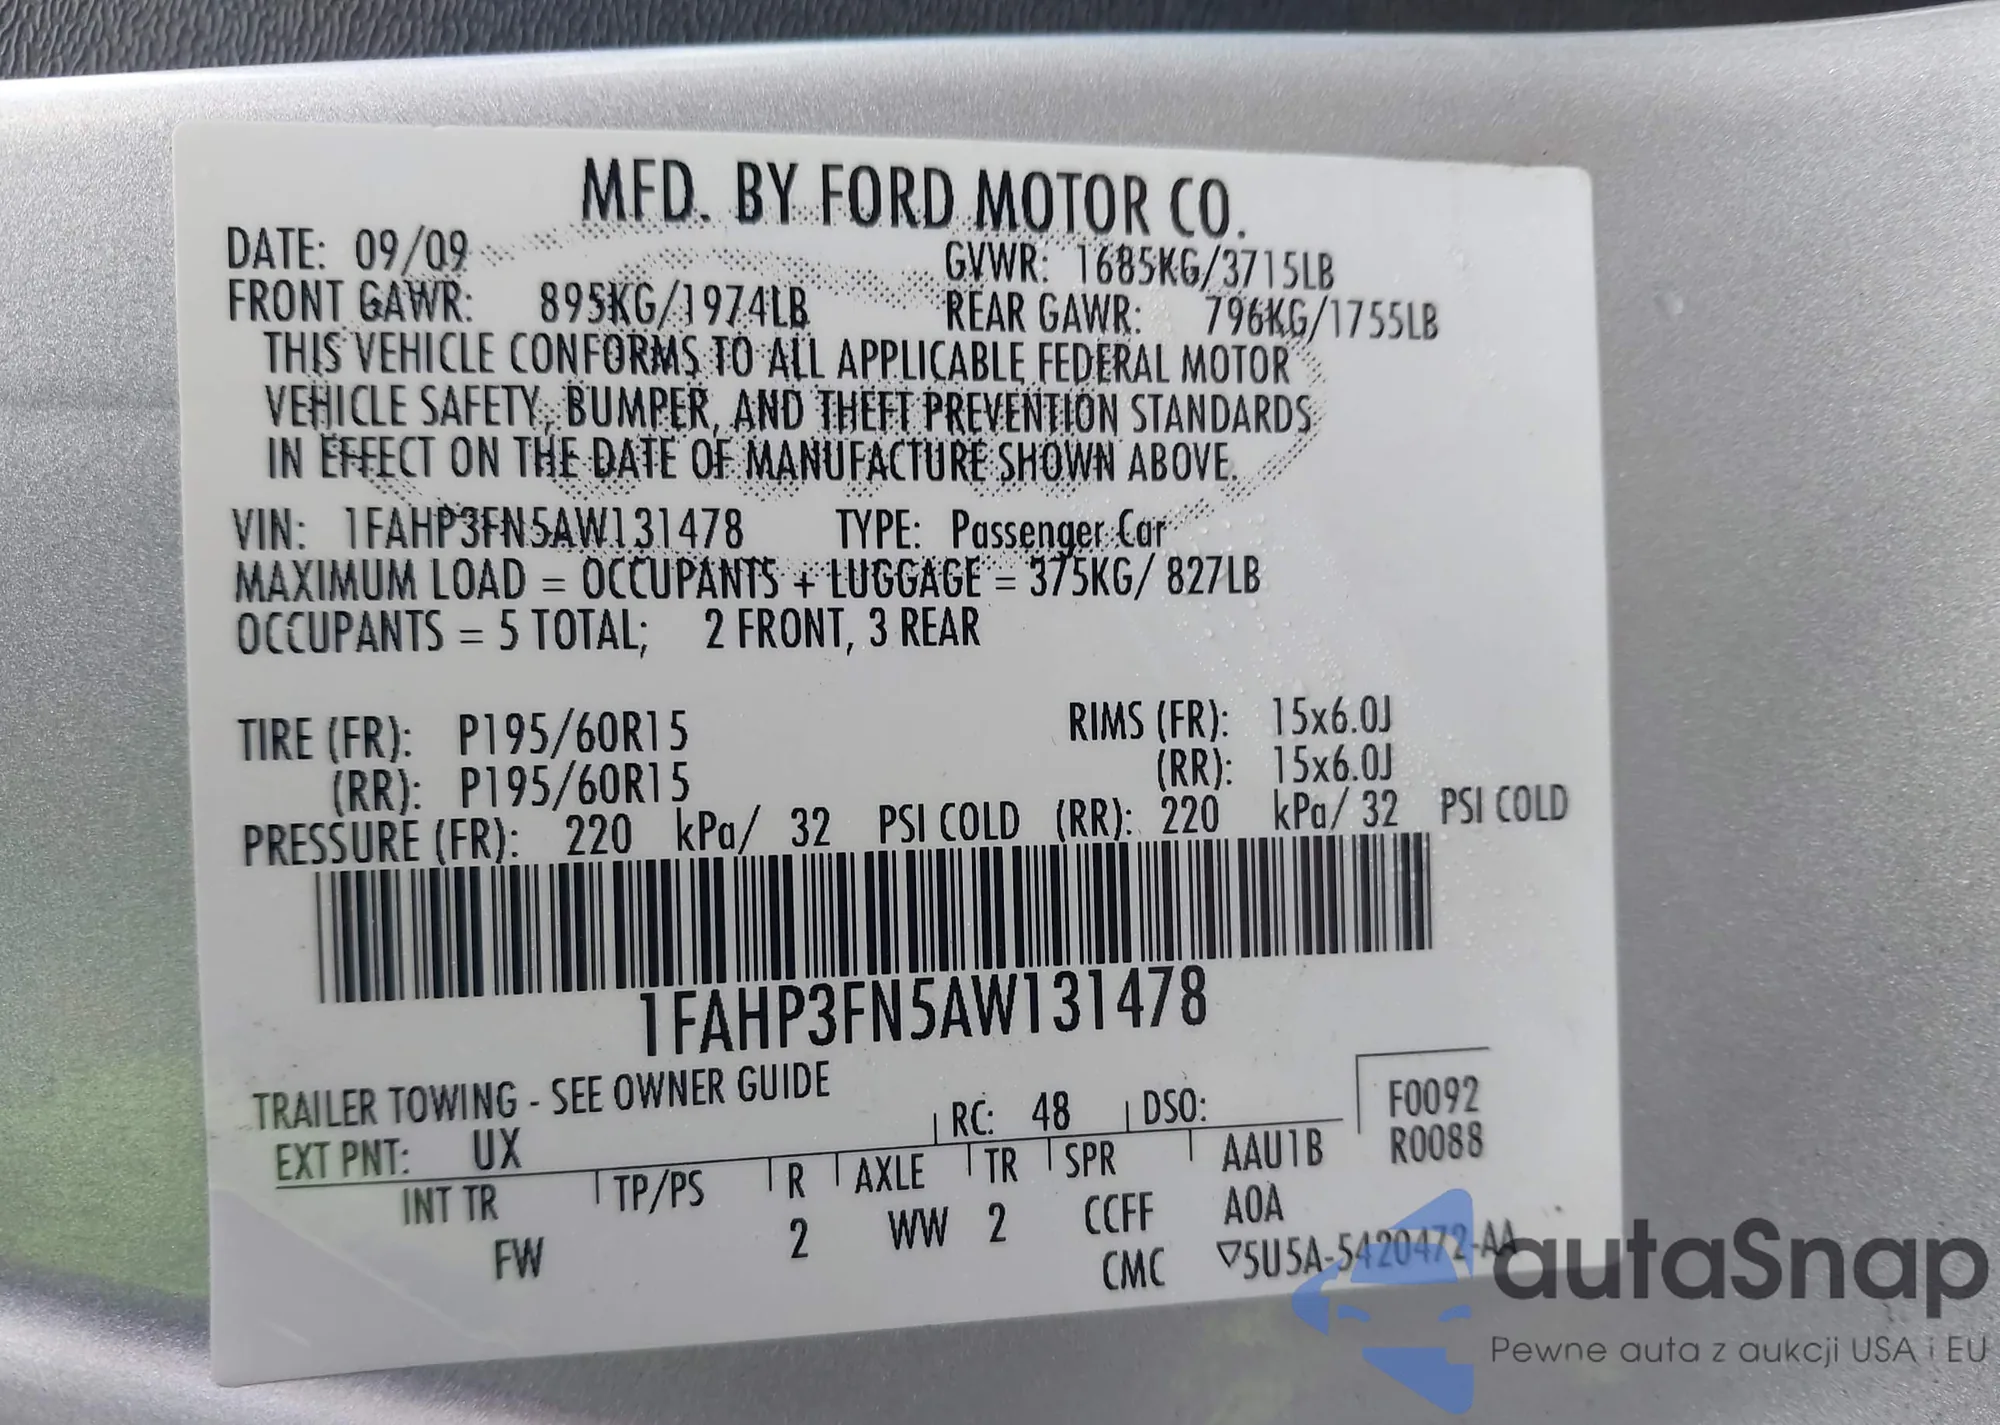 MFD. BY FORD MOTOR CO.
DATE: 09/09 GVWR: 1685KG/3715LB
FRONT GAWR: 895KG/1974LB REAR GAWR: 796KG/1755LB
THIS VEHICLE CONFORMS TO ALL APPLICABLE FEDERAL MOTOR
VEHICLE SAFETY, BUMPER, AND THEFT PREVENTION STANDARDS
IN EFFECT ON THE DATE OF MANUFACTURE SHOWN ABOVE.
VIN: 1FAHP3FN5AW131478 TYPE: Passenger Car
MAXIMUM LOAD = OCCUPANTS + LUGGAGE = 375KG/ 827LB
OCCUPANTS = 5 TOTAL; 2 FRONT, 3 REAR
TIRE (FR): P195/60R15 RIMS (FR): 15x6.0J
(RR): P195/60R15 (RR): 15x6.0J
PRESSURE (FR): 220 kPa/ 32 PSI COLD (RR): 220 kPa/ 32 PSI COLD
1FAHP3FN5AW131478
TRAILER TOWING - SEE OWNER GUIDE
RC: 48 DSO: F0092
EXT PNT: UX AAU1B R0088
INT TR TP/PS R AXLE TR SPR
FW 2 WW 2 CCFF A0A
CMC ▽5U5A-5420472-AA
autaSnap
Pewne auta z aukcji USA i EU